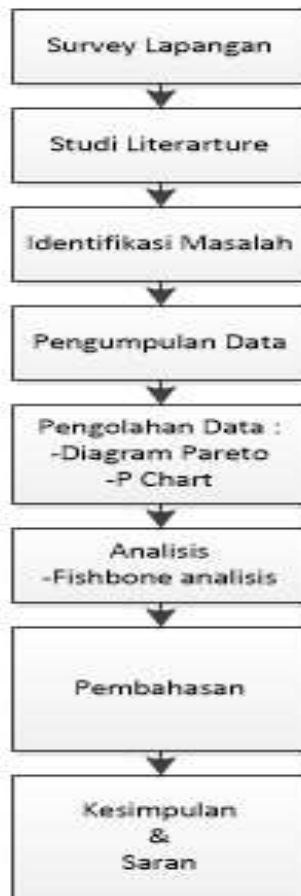 Survey Lapangan
Studi Literarture
Identifikasi Masalah
Pengumpulan Data
Pengolahan Data :
-Diagram Pareto
-P Chart
Analisis
-Fishbone analisis
Pembahasan
Kesimpulan
&
Saran